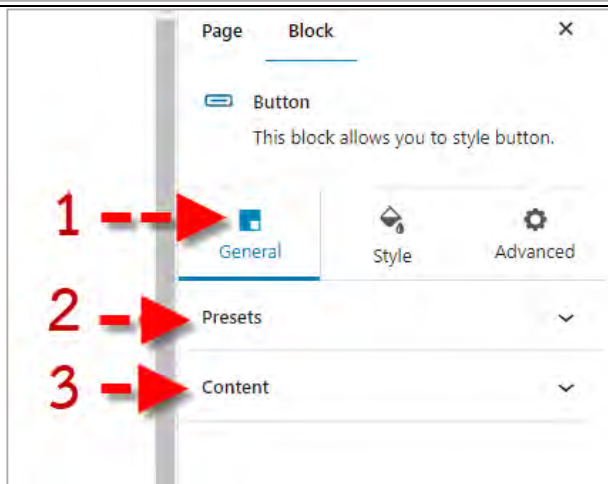 Page Block ×
Button
This block allows you to style button.
1
General Style Advanced
2 Presets
3 Content